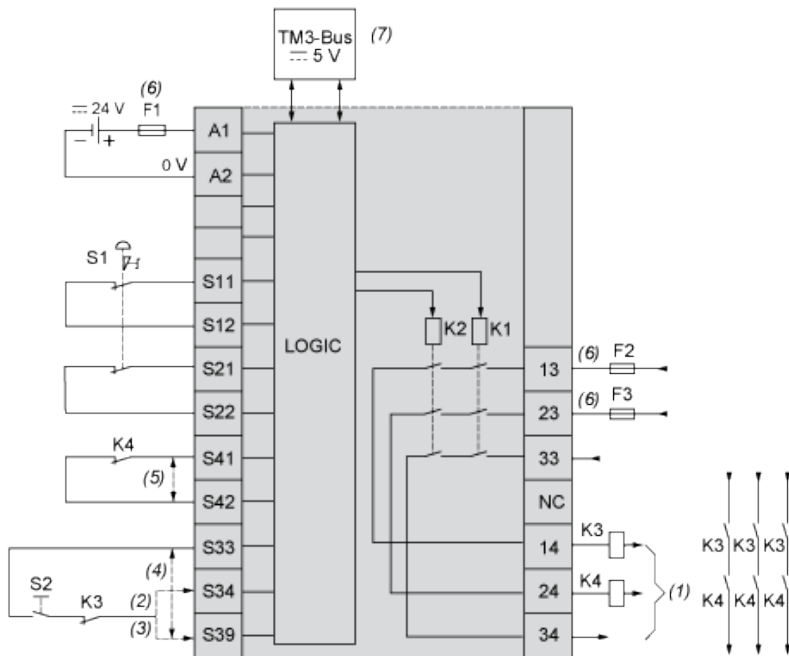 TM3-Bus
5 V
(7)
(6)
24 V
F1
− +
0 V
A1
A2
S1
S11
S12
S21
S22
K4
S41
(5)
S42
S33
(4)
S2
K3
(2)
S34
(3)
S39
LOGIC
K2
K1
13
(6)
F2
23
(6)
F3
33
NC
14
K3
24
K4
34
(1)
K3 K3 K3
K4 K4 K4